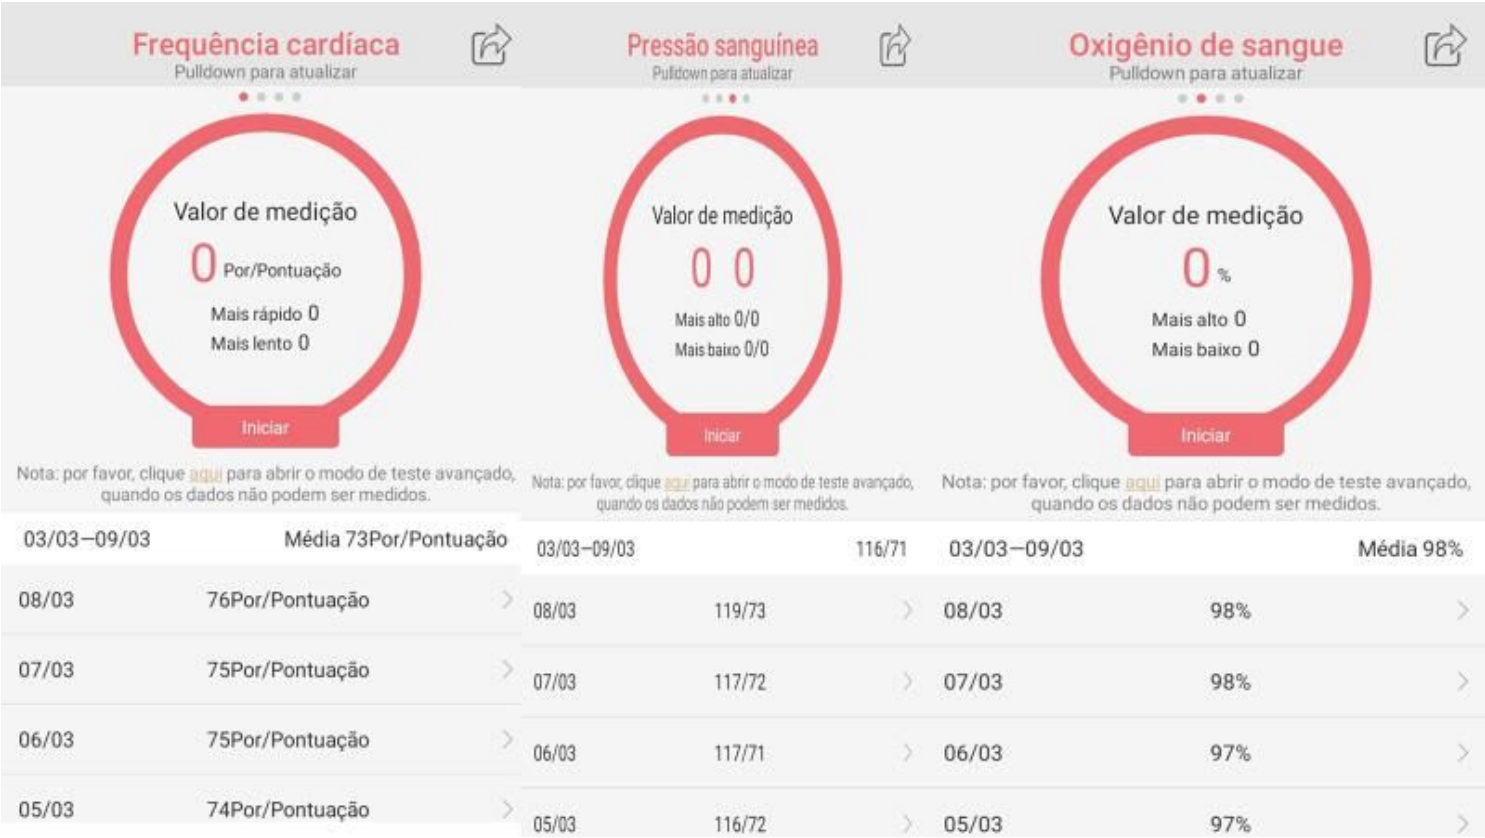 Frequência cardíaca
Pulldown para atualizar
Valor de medição
0 Por/Pontuação
Mais rápido 0
Mais lento 0
Iniciar
Nota: por favor, clique aqui para abrir o modo de teste avançado,
quando os dados não podem ser medidos.
03/03—09/03 Média 73Por/Pontuação
08/03 76Por/Pontuação
07/03 75Por/Pontuação
06/03 75Por/Pontuação
05/03 74Por/Pontuação
Pressão sanguínea
Pulldown para atualizar
Valor de medição
0 0
Mais alto 0/0
Mais baixo 0/0
Iniciar
Nota: por favor, clique aqui para abrir o modo de teste avançado,
quando os dados não podem ser medidos.
03/03—09/03 116/71
08/03 119/73
07/03 117/72
06/03 117/71
05/03 116/72
Oxigênio de sangue
Pulldown para atualizar
Valor de medição
0 %
Mais alto 0
Mais baixo 0
Iniciar
Nota: por favor, clique aqui para abrir o modo de teste avançado,
quando os dados não podem ser medidos.
03/03—09/03 Média 98%
08/03 98%
07/03 98%
06/03 97%
05/03 97%